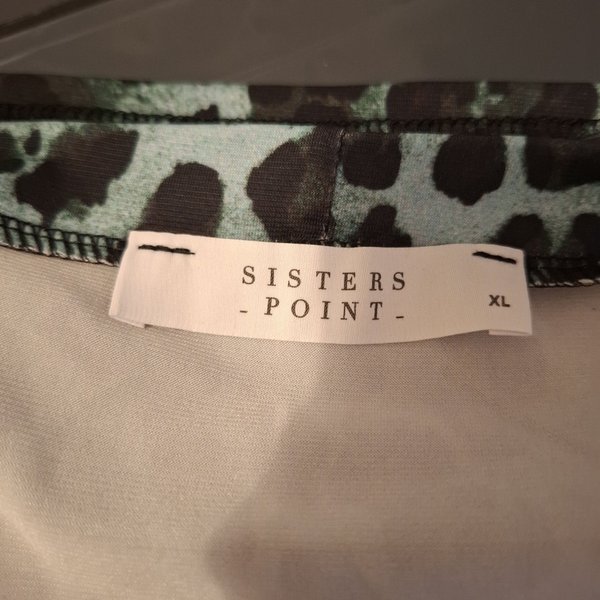 SISTERS
- POINT -
XL